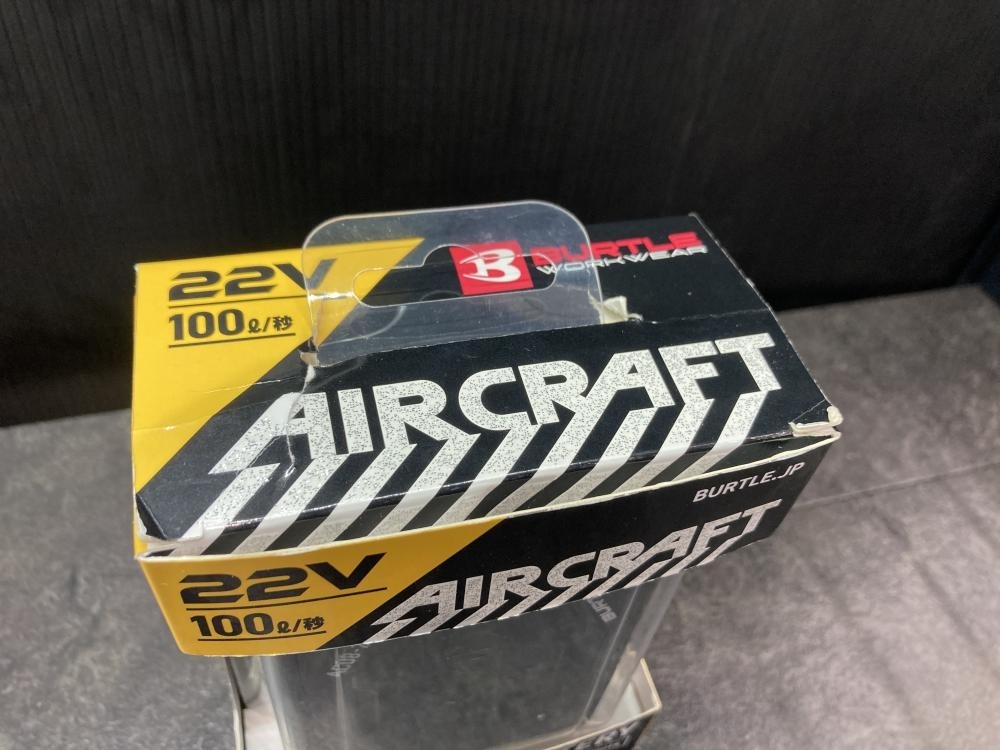 22V
100ℓ/秒
B BURTLE
WORKWEAR
AIRCRAFT
BURTLE.JP
22V
100ℓ/秒
AIRCRAFT